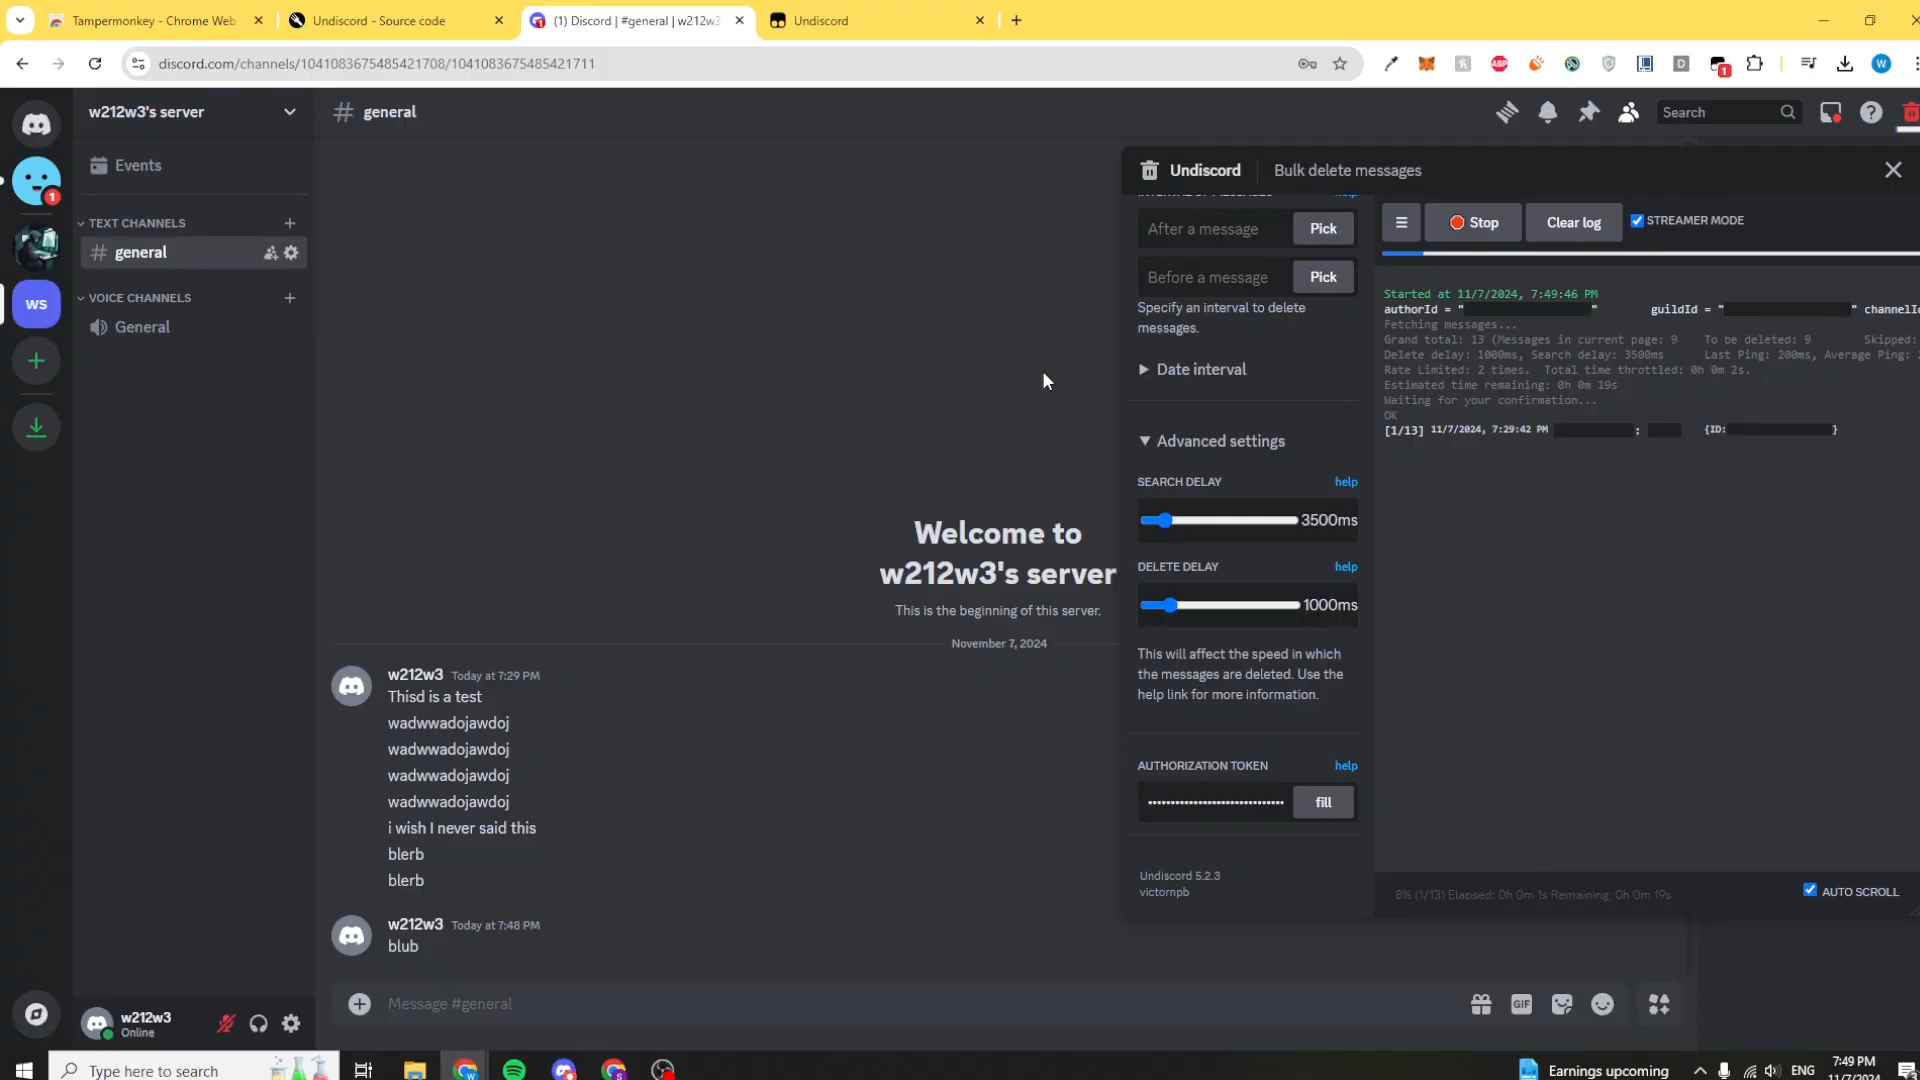 Tampermonkey - Chrome Web
Undiscord - Source code
(1) Discord | #general | w212w3
Undiscord
discord.com/channels/1041083675485421708/1041083675485421711
ABP
D
1
W
w212w3's server
general
Search
Events
TEXT CHANNELS
general
VOICE CHANNELS
General
1
ws
Welcome to
w212w3's server
This is the beginning of this server.
November 7, 2024
w212w3 Today at 7:29 PM
Thisd is a test
wadwwadojawdoj
wadwwadojawdoj
wadwwadojawdoj
wadwwadojawdoj
i wish I never said this
blerb
blerb
w212w3 Today at 7:48 PM
blub
Message #general
GIF
w212w3
Online
Undiscord
Bulk delete messages
help
After a message
Pick
Before a message
Pick
Specify an interval to delete
messages.
Date interval
Advanced settings
SEARCH DELAY
help
3500ms
DELETE DELAY
help
1000ms
This will affect the speed in which
the messages are deleted. Use the
help link for more information.
AUTHORIZATION TOKEN
help
fill
Undiscord 5.2.3
victornpb
Stop
Clear log
STREAMER MODE
Started at 11/7/2024, 7:49:46 PM
authorId = " " guildId = " " channelId
Fetching messages...
Grand total: 13 (Messages in current page: 9 To be deleted: 9 Skipped:
Delete delay: 1000ms, Search delay: 3500ms Last Ping: 200ms, Average Ping:
Rate Limited: 2 times. Total time throttled: 0h 0m 2s.
Estimated time remaining: 0h 0m 19s
Waiting for your confirmation...
OK
[1/13] 11/7/2024, 7:29:42 PM : {ID: }
8% (1/13) Elapsed: 0h 0m 1s Remaining: 0h 0m 19s
AUTO SCROLL
Type here to search
Earnings upcoming
ENG
7:49 PM
11/7/2024